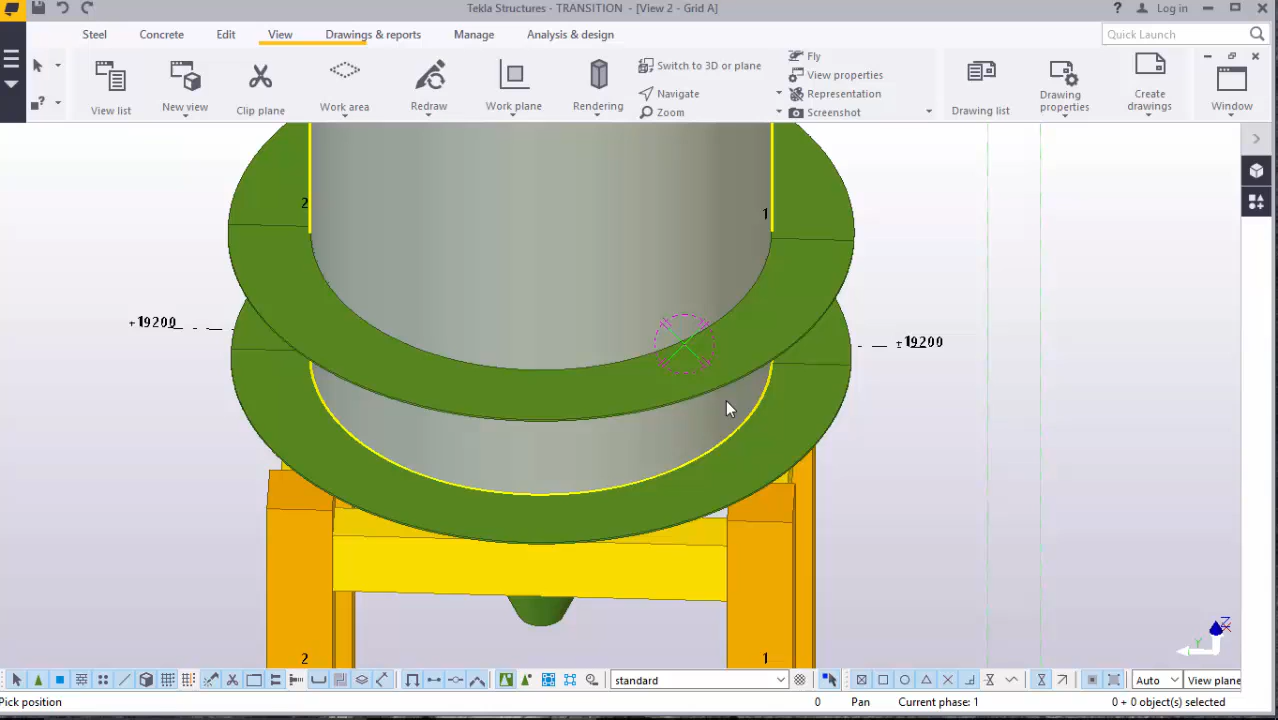 Tekla Structures - TRANSITION - [View 2 - Grid A]
? Log in
Steel Concrete Edit View Drawings & reports Manage Analysis & design
Quick Launch
View list
New view
Clip plane
Work area
Redraw
Work plane
Rendering
Switch to 3D or plane
Navigate
Zoom
Fly
View properties
Representation
Screenshot
Drawing list
Drawing properties
Create drawings
Window
2
1
+19200
+19200
2
1
Z
X
Y
standard
Auto
View plane
Pick position
0
Pan
Current phase: 1
0 + 0 object(s) selected